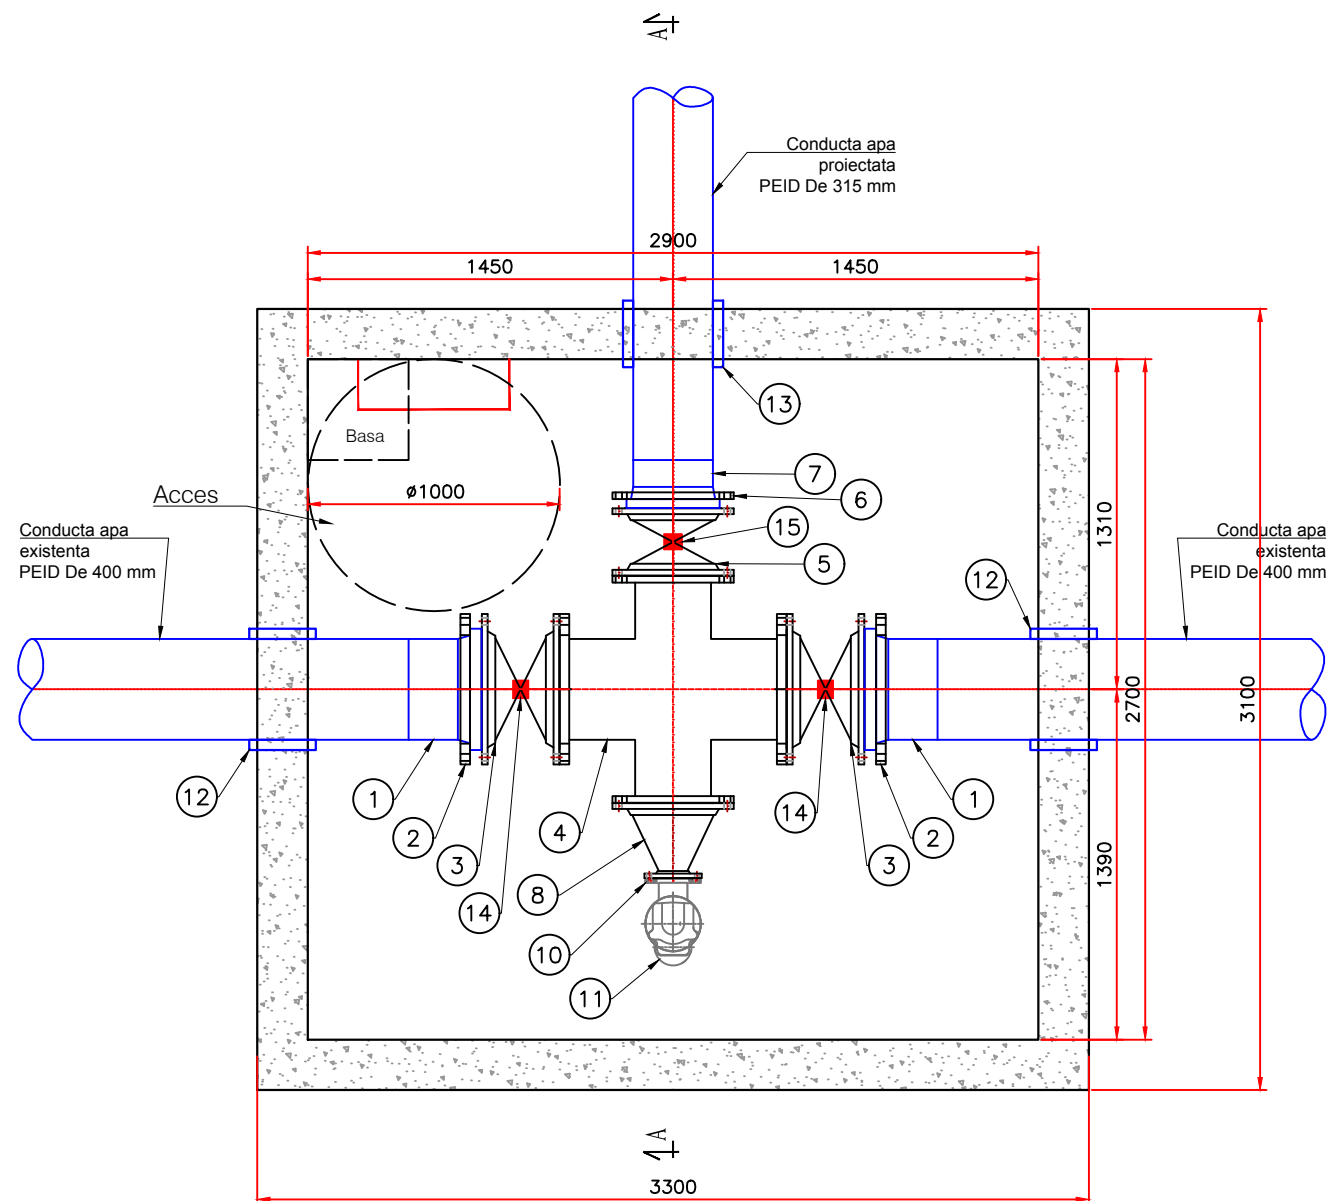 A
Conducta apa
proiectata
PEID De 315 mm
2900
1450
1450
13
Basa
7
6
Acces
ø1000
15
1310
Conducta apa
existenta
PEID De 400 mm
Conducta apa
existenta
PEID De 400 mm
5
12
2700
3100
12
1
14
1
2
4
2
3
3
1390
8
14
10
11
A
3300